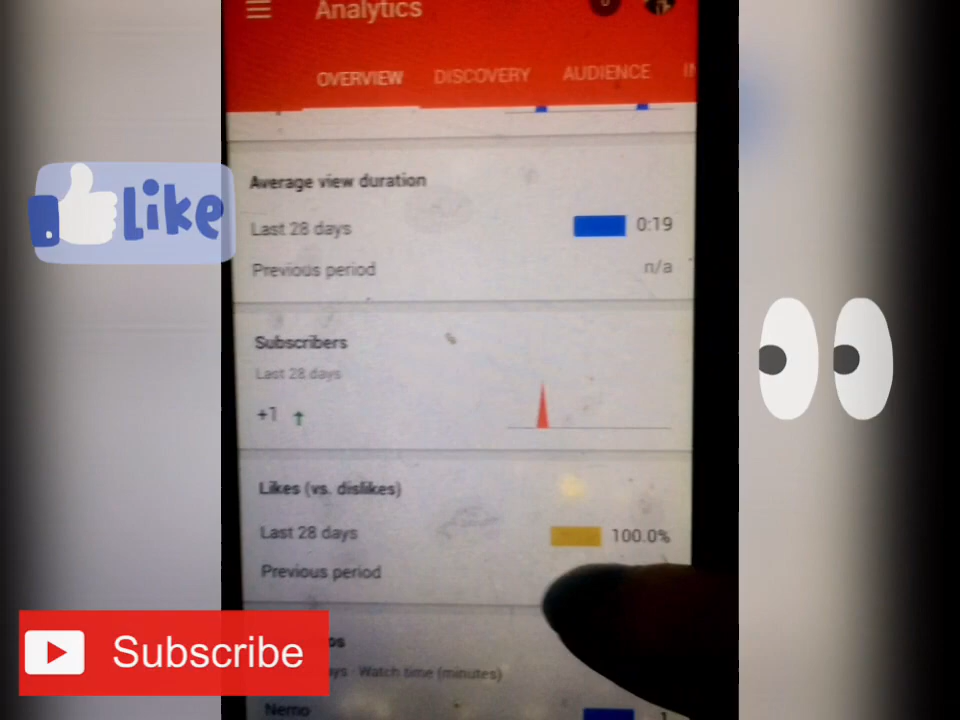 Analytics
OVERVIEW DISCOVERY AUDIENCE
Average view duration
Last 28 days 0:19
Previous period n/a
Like
Subscribers
Last 28 days
+1
Likes (vs. dislikes)
Last 28 days 100.0%
Previous period
Subscribe
Watch time (minutes)
Nemo 1